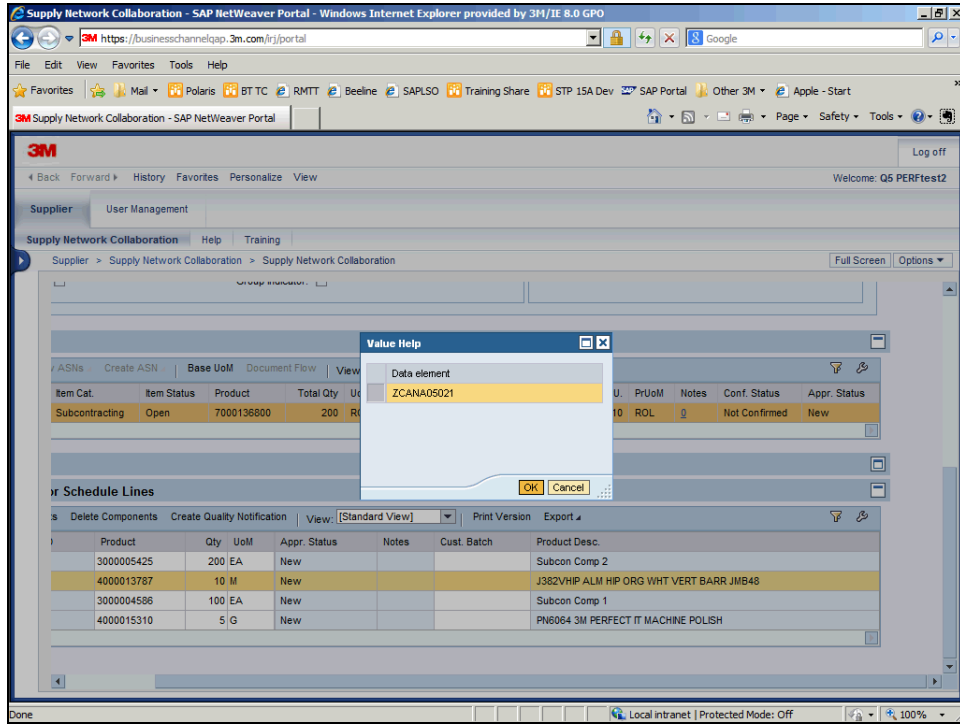 Supply Network Collaboration - SAP NetWeaver Portal - Windows Internet Explorer provided by 3M/IE 8.0 GPO
3M https://businesschannelqap.3m.com/irj/portal
Google
File Edit View Favorites Tools Help
Favorites Mail Polaris BT TC RMTT Beeline SAPLSO Training Share STP 15A Dev SAP Portal Other 3M Apple - Start
3M Supply Network Collaboration - SAP NetWeaver Portal
Page Safety Tools
3M
Log off
Back Forward History Favorites Personalize View
Welcome: Q5 PERFtest2
Supplier User Management
Supply Network Collaboration Help Training
Supplier > Supply Network Collaboration > Supply Network Collaboration
Full Screen Options
Group Indicator:
Value Help
ASNs Create ASN Base UoM Document Flow View
Data element
Item Cat. Item Status Product Total Qty U. PrUoM Notes Conf. Status Appr. Status
ZCANA05021
Subcontracting Open 7000136800 200 10 ROL 0 Not Confirmed New
OK Cancel
or Schedule Lines
Delete Components Create Quality Notification View: [Standard View] Print Version Export
Product Qty UoM Appr. Status Notes Cust. Batch Product Desc.
3000005425 200 EA New Subcon Comp 2
4000013787 10 M New J382VHIP ALM HIP ORG WHT VERT BARR JMB48
3000004586 100 EA New Subcon Comp 1
4000015310 5 G New PN6064 3M PERFECT IT MACHINE POLISH
Done
Local intranet | Protected Mode: Off
100%